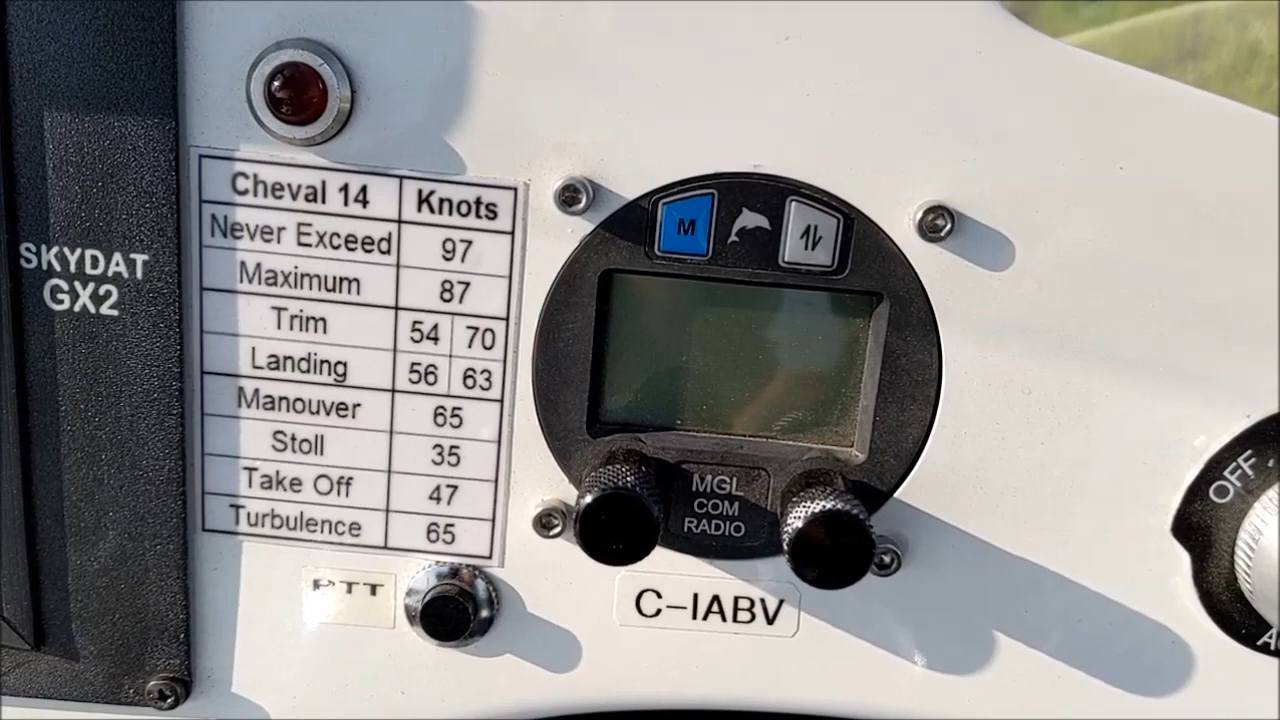 SKYDAT
GX2
Cheval 14 Knots
Never Exceed 97
Maximum 87
Trim 54 70
Landing 56 63
Manouver 65
Stoll 35
Take Off 47
Turbulence 65
PTT
M
MGL
COM
RADIO
C-IABV
OFF